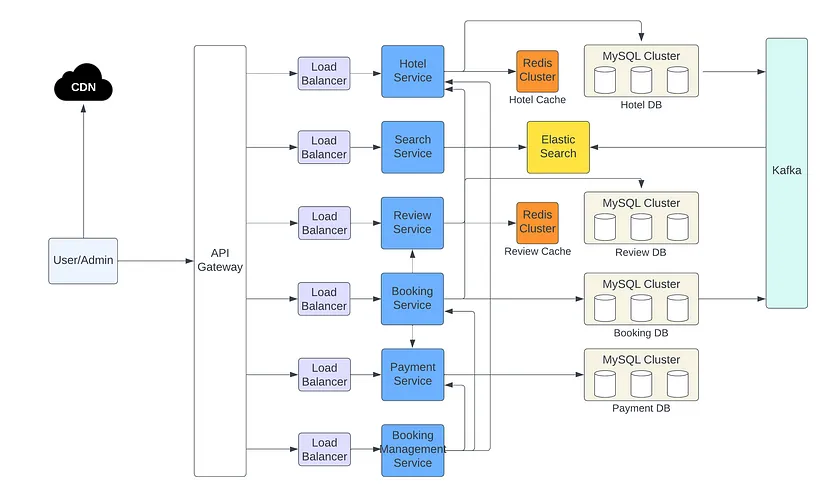 CDN
User/Admin
API
Gateway
Load
Balancer
Hotel
Service
Redis
Cluster
Hotel Cache
MySQL Cluster
Hotel DB
Load
Balancer
Search
Service
Elastic
Search
Kafka
Load
Balancer
Review
Service
Redis
Cluster
Review Cache
MySQL Cluster
Review DB
Load
Balancer
Booking
Service
MySQL Cluster
Booking DB
Load
Balancer
Payment
Service
MySQL Cluster
Payment DB
Load
Balancer
Booking
Management
Service